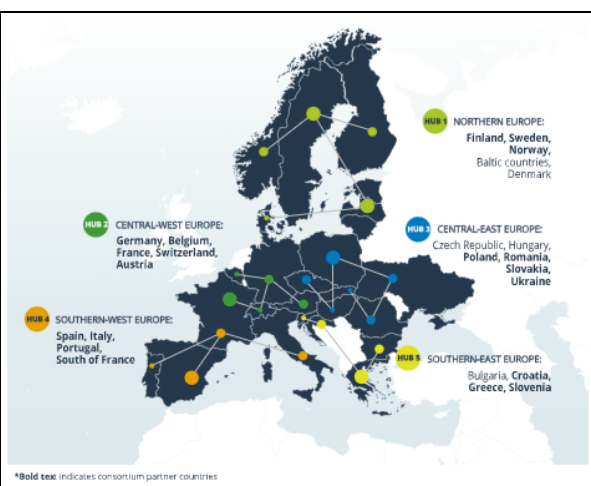 HUB 1 NORTHERN EUROPE:
Finland, Sweden,
Norway,
Baltic countries,
Denmark
HUB 2 CENTRAL-WEST EUROPE:
Germany, Belgium,
France, Switzerland,
Austria
HUB 3 CENTRAL-EAST EUROPE:
Czech Republic, Hungary,
Poland, Romania,
Slovakia,
Ukraine
HUB 4 SOUTHERN-WEST EUROPE:
Spain, Italy,
Portugal,
South of France
HUB 5 SOUTHERN-EAST EUROPE:
Bulgaria, Croatia,
Greece, Slovenia
*Bold text indicates consortium partner countries